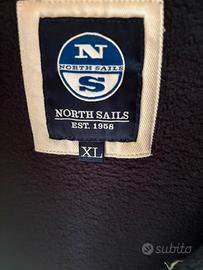 N
NORTH SAILS
S
NORTH SAILS
EST. 1958
XL
subito